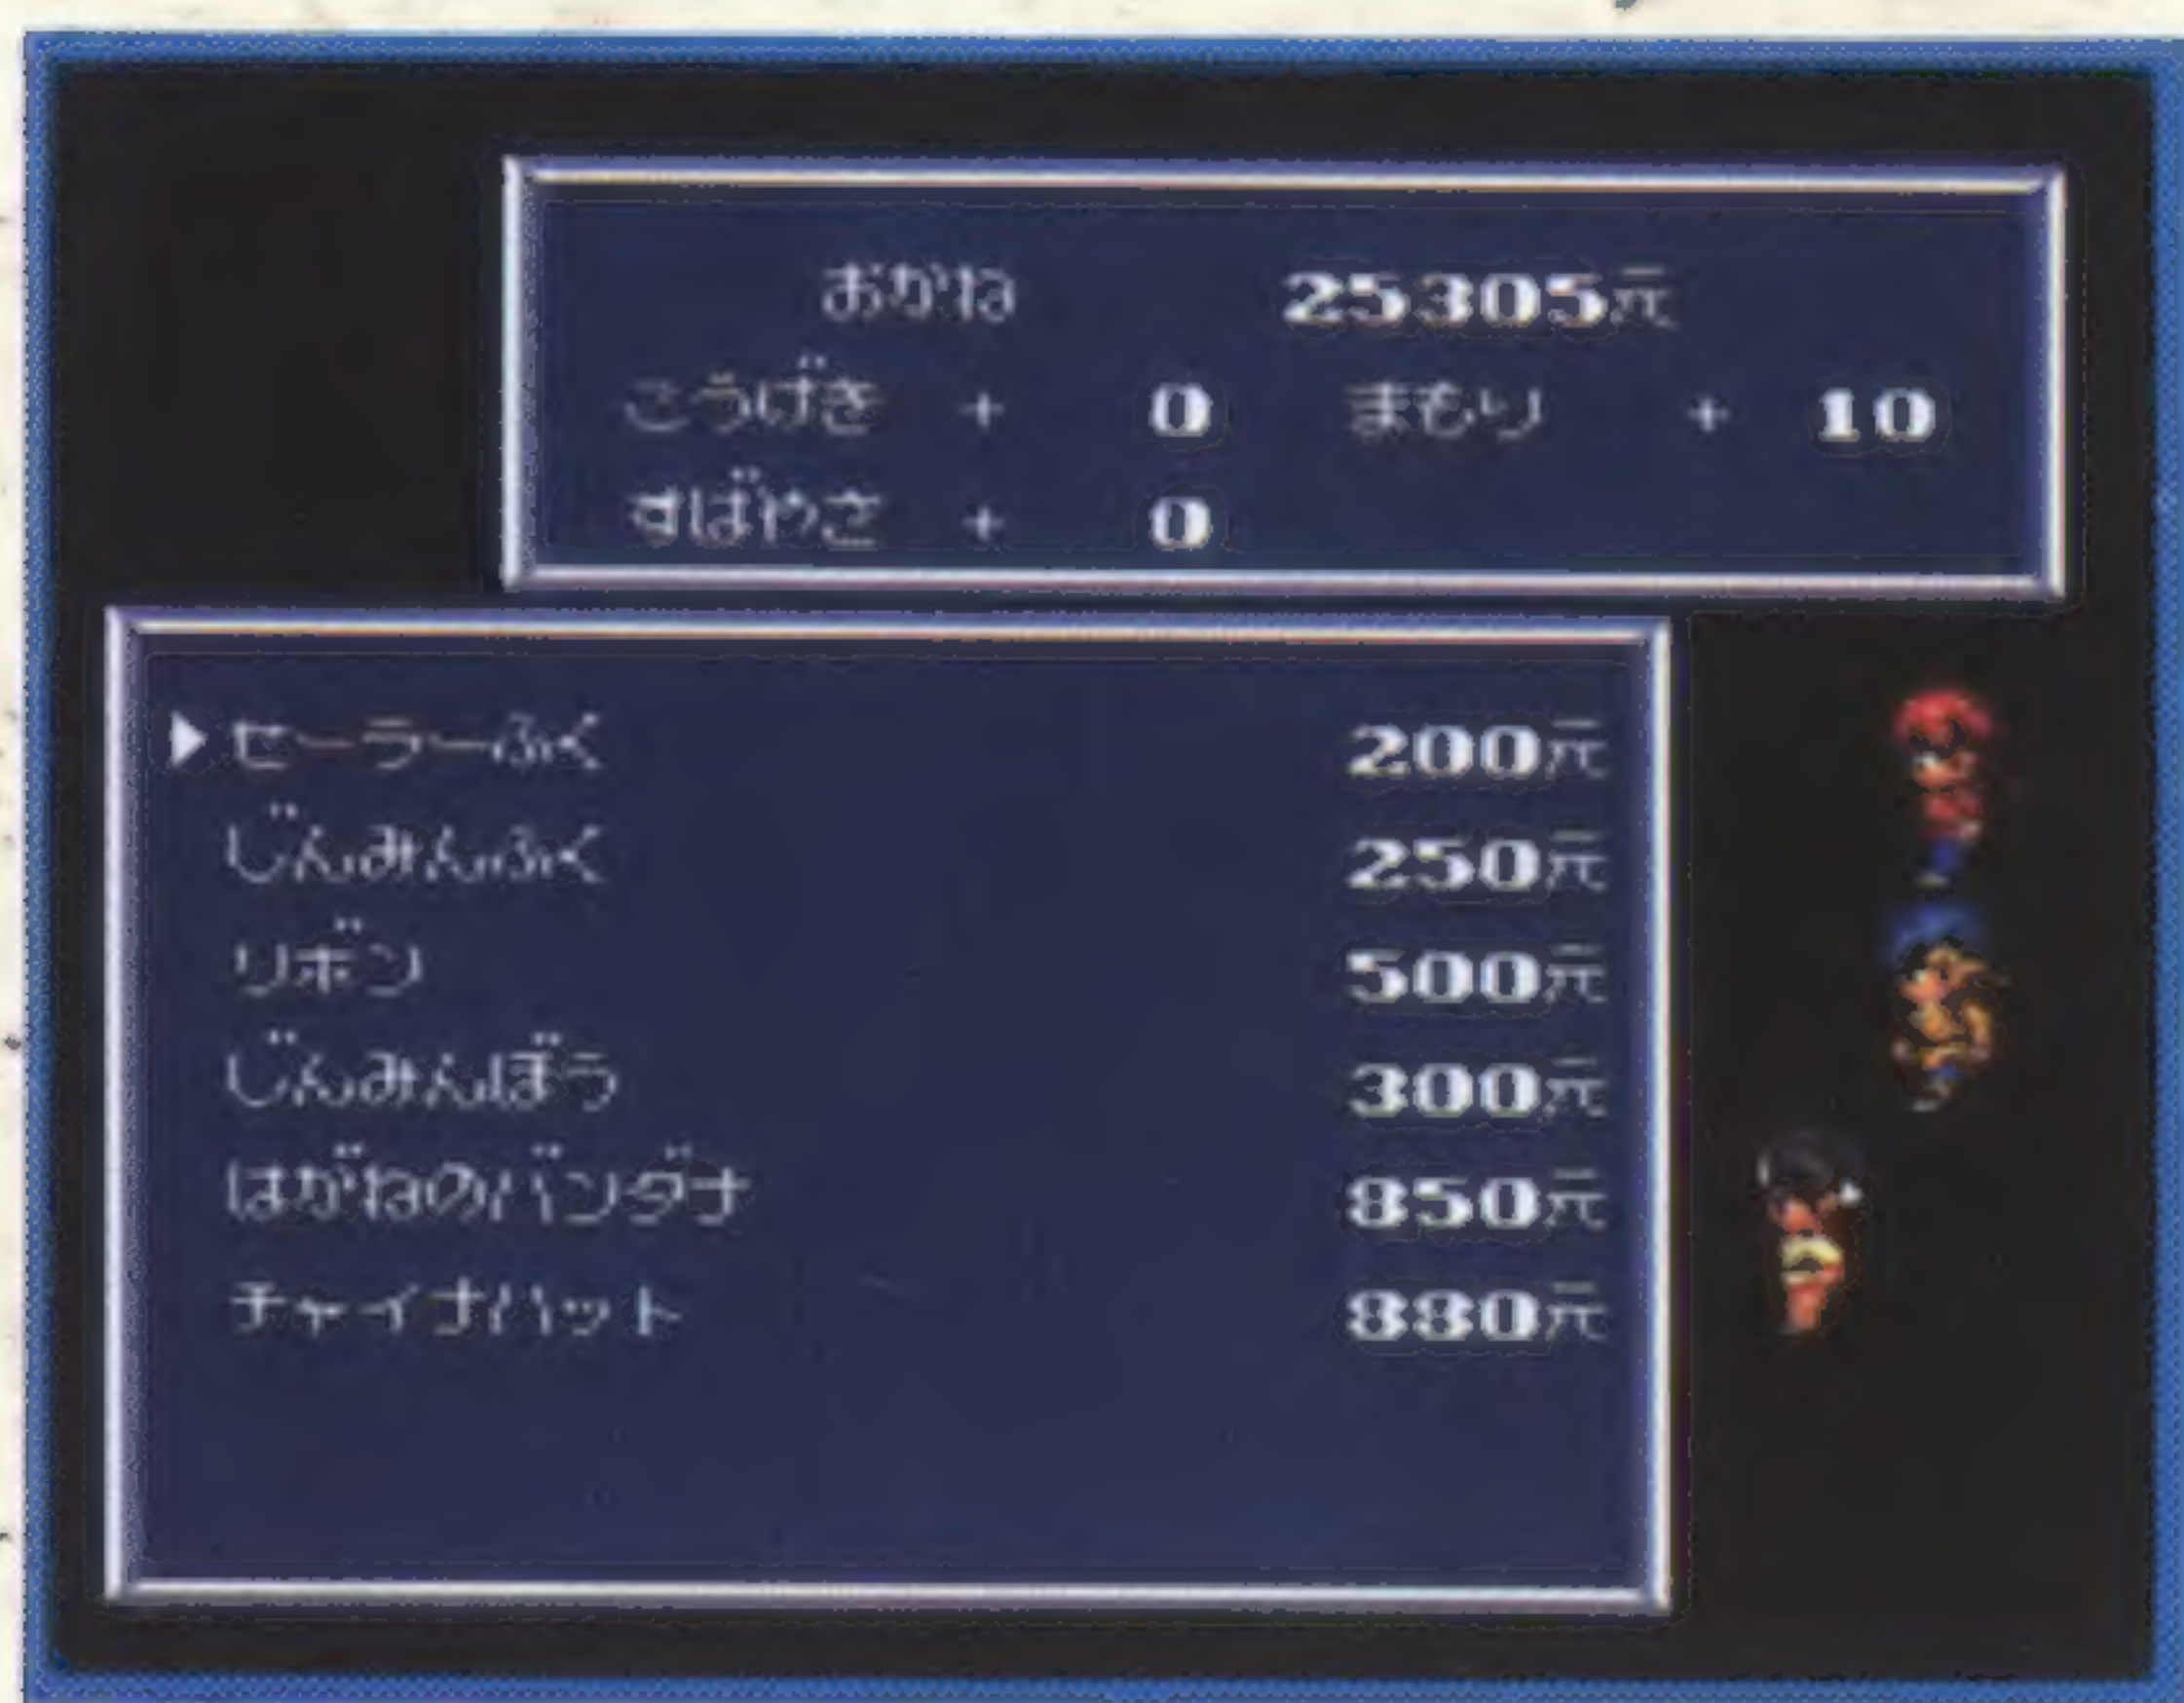 おかね 25305元
こうげき + 0 まもり + 10
すばやさ + 0
▶セーラーふく 200元
じんみんふく 250元
リボン 500元
じんみんぼう 300元
はがねのバンダナ 850元
チャイナハット 880元